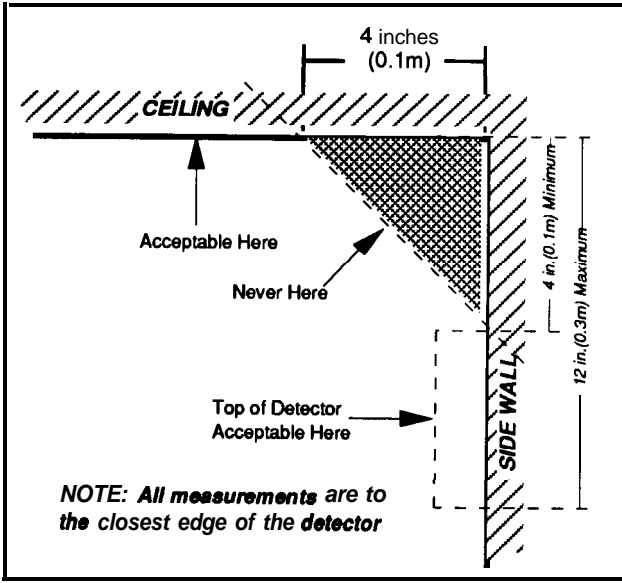 4 inches
(0.1m)
CEILING
Acceptable Here
Never Here
4 in.(0.1m) Minimum
12 in.(0.3m) Maximum
Top of Detector
Acceptable Here
SIDE WALL
NOTE: All measurements are to
the closest edge of the detector